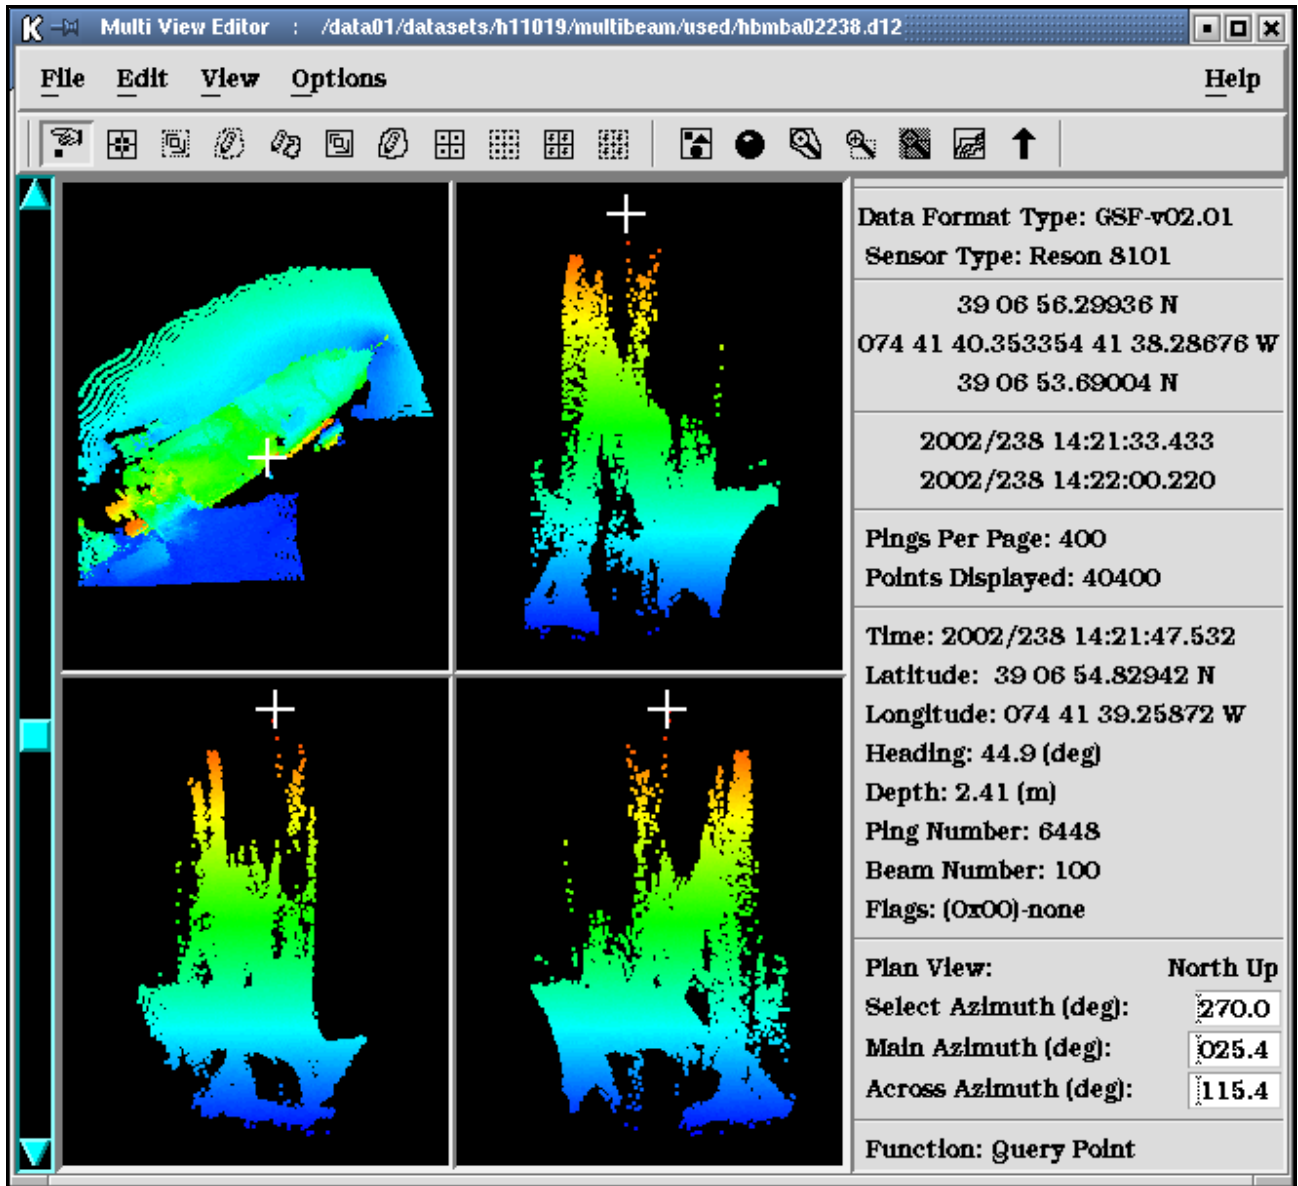 Multi View Editor : /data01/datasets/h11019/multibeam/used/hbmba02238.d12
File Edit View Options Help
Data Format Type: GSF-v02.01
Sensor Type: Reson 8101
39 06 56.29936 N
074 41 40.353354 41 38.28676 W
39 06 53.69004 N
2002/238 14:21:33.433
2002/238 14:22:00.220
Pings Per Page: 400
Points Displayed: 40400
Time: 2002/238 14:21:47.532
Latitude: 39 06 54.82942 N
Longitude: 074 41 39.25872 W
Heading: 44.9 (deg)
Depth: 2.41 (m)
Ping Number: 6448
Beam Number: 100
Flags: (0x00)-none
Plan View: North Up
Select Azimuth (deg): 270.0
Main Azimuth (deg): 025.4
Across Azimuth (deg): 115.4
Function: Query Point